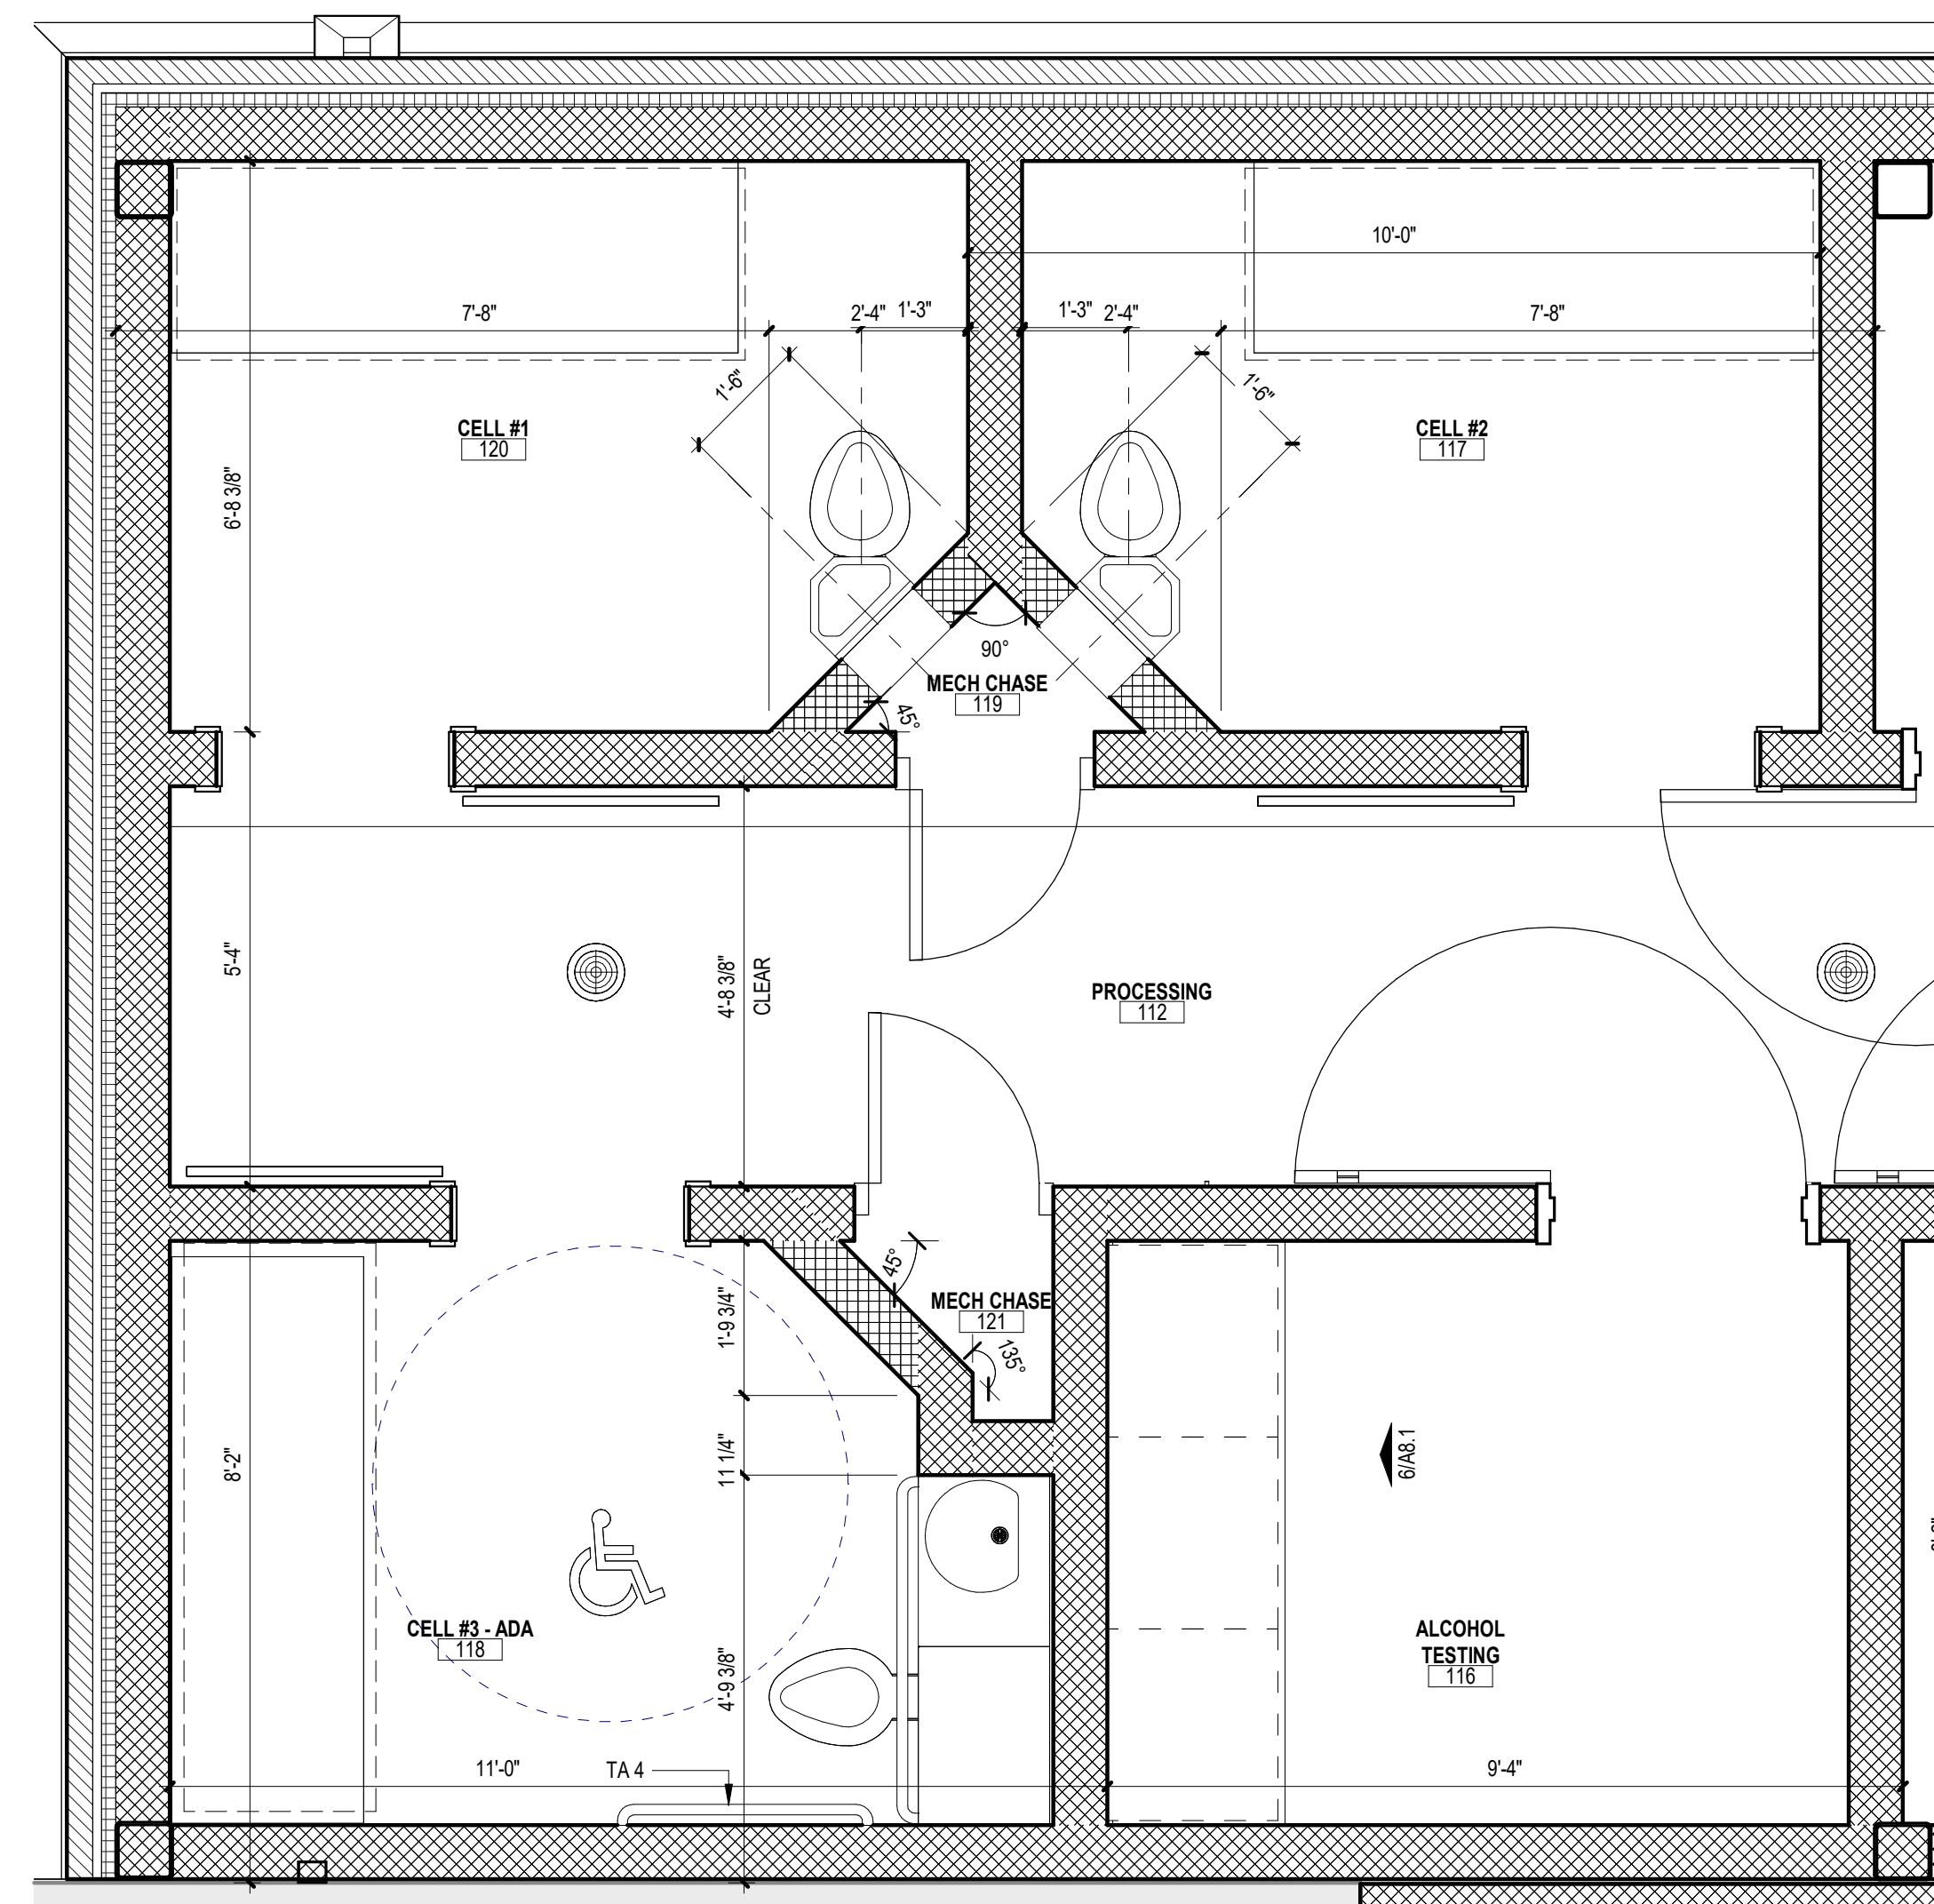 10'-0"
7'-8"
2'-4"
1'-3"
1'-3"
2'-4"
7'-8"
1'-6"
1'-6"
CELL #1
120
CELL #2
117
6'-8 3/8"
90°
MECH CHASE
119
45°
5'-4"
4'-8 3/8"
CLEAR
PROCESSING
112
45°
MECH CHASE
121
135°
1'-9 3/4"
11 1/4"
8'-2"
6/A8.1
CELL #3 - ADA
118
4'-9 3/8"
ALCOHOL
TESTING
116
11'-0"
TA 4
9'-4"